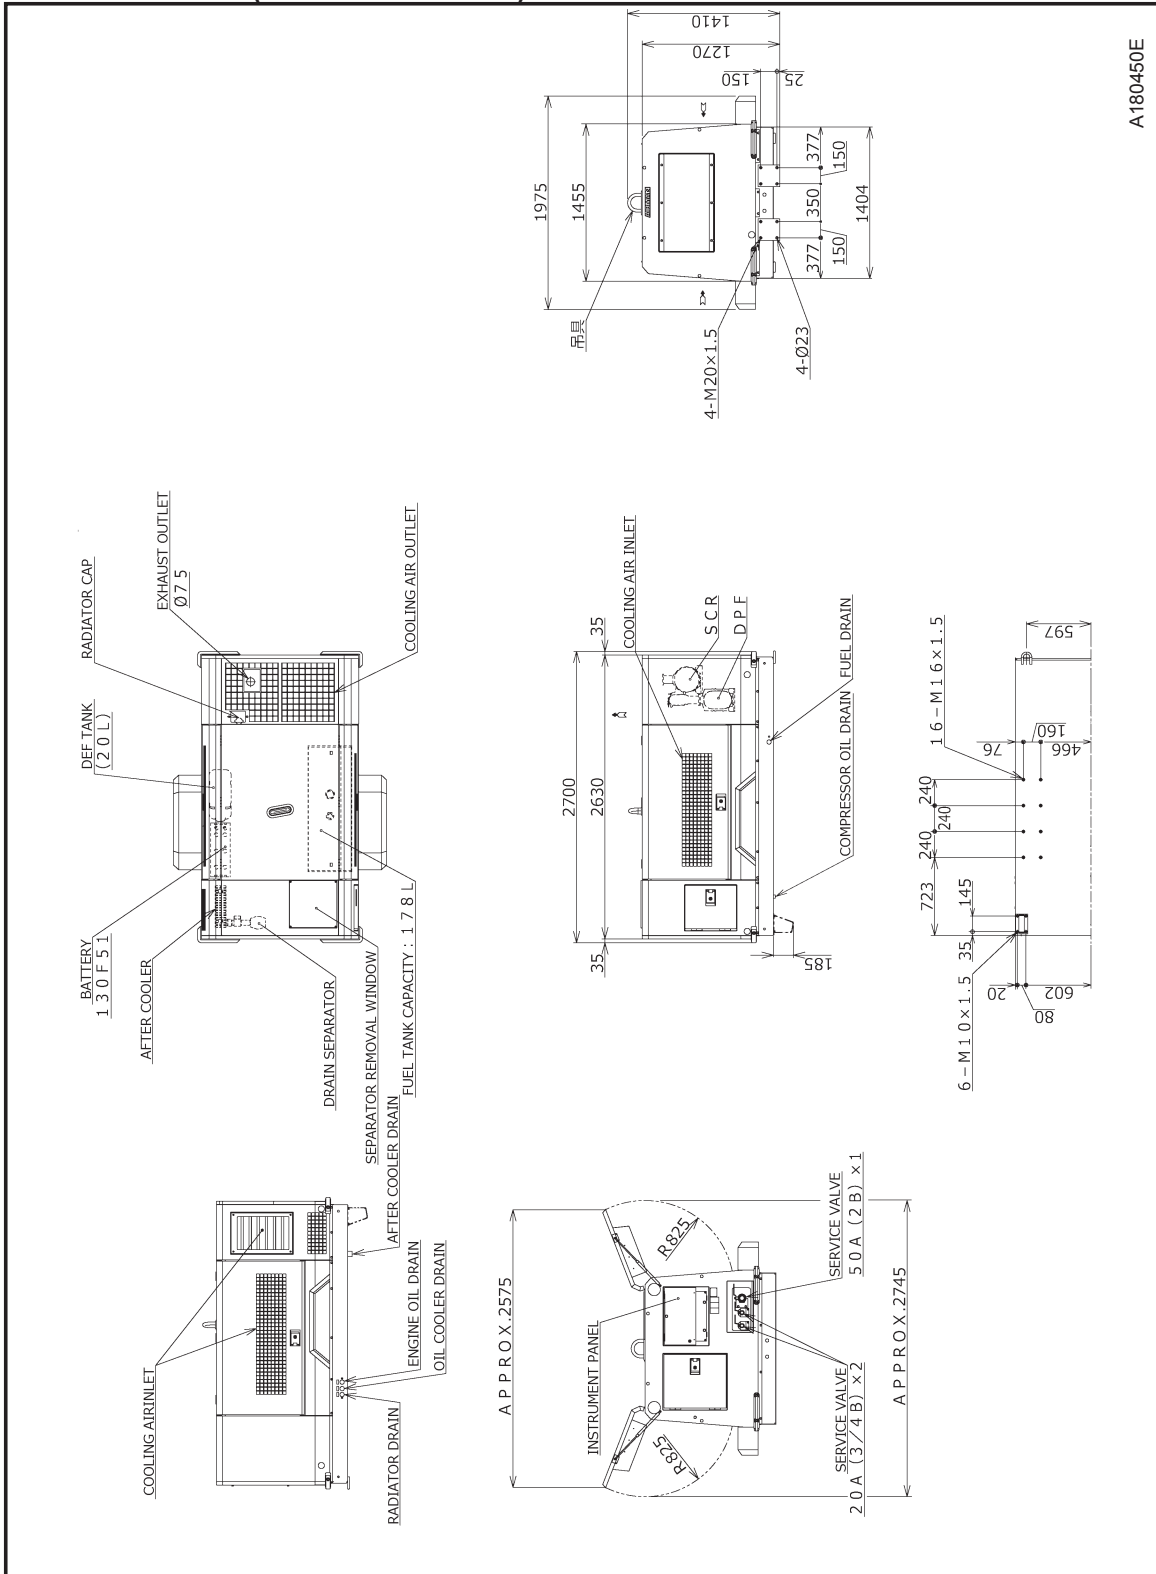 COOLING AIRINLET
RADIATOR DRAIN
ENGINE OIL DRAIN
OIL COOLER DRAIN
AFTER COOLER DRAIN
BATTERY
130F51
DEF TANK
(20L)
RADIATOR CAP
EXHAUST OUTLET
Ø75
AFTER COOLER
DRAIN SEPARATOR
SEPARATOR REMOVAL WINDOW
FUEL TANK CAPACITY : 178L
COOLING AIR OUTLET
APPROX.2575
INSTRUMENT PANEL
R825
R825
SERVICE VALVE
20A(3/4B)×2
SERVICE VALVE
50A(2B)×1
APPROX.2745
2700
35
2630
35
COOLING AIR INLET
SCR
DPF
185
COMPRESSOR OIL DRAIN
FUEL DRAIN
1975
1455
1410
1270
150
25
吊具
4-M20×1.5
4-Ø23
377
350
377
150
150
1404
723
240
240
240
35
145
6-M10×1.5
16-M16×1.5
20
80
602
76
160
466
597
A180450E